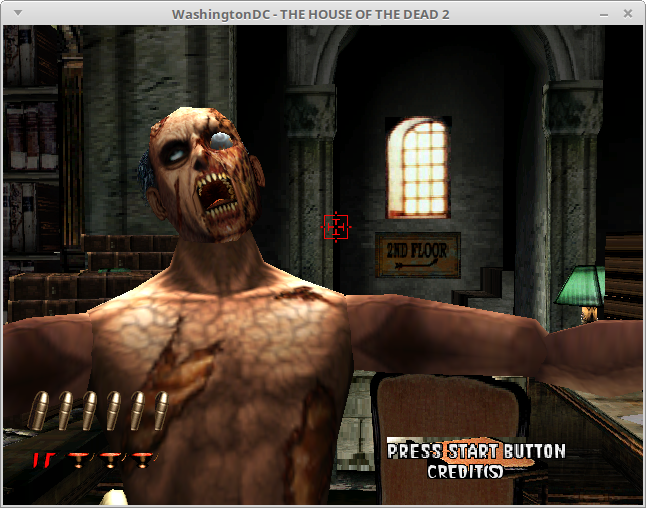 WashingtonDC - THE HOUSE OF THE DEAD 2
2ND FLOOR
PRESS START BUTTON
CREDIT(S)